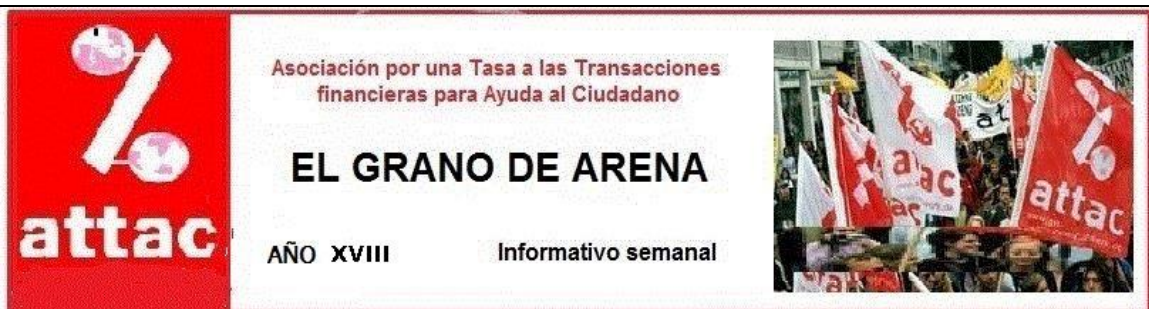 %
attac
Asociación por una Tasa a las Transacciones
financieras para Ayuda al Ciudadano
EL GRANO DE ARENA
AÑO XVIII Informativo semanal
attac
attac